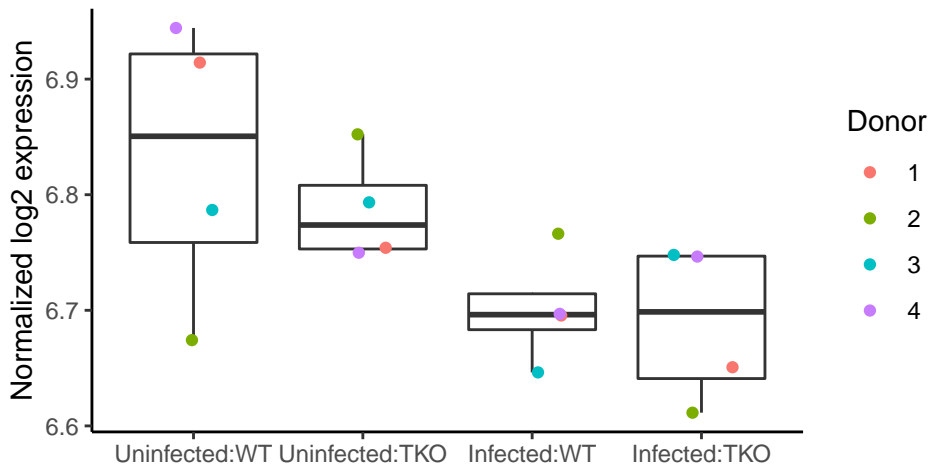 Normalized log2 expression
6.9
6.8
6.7
6.6
Uninfected:WT
Uninfected:TKO
Infected:WT
Infected:TKO
Donor
1
2
3
4